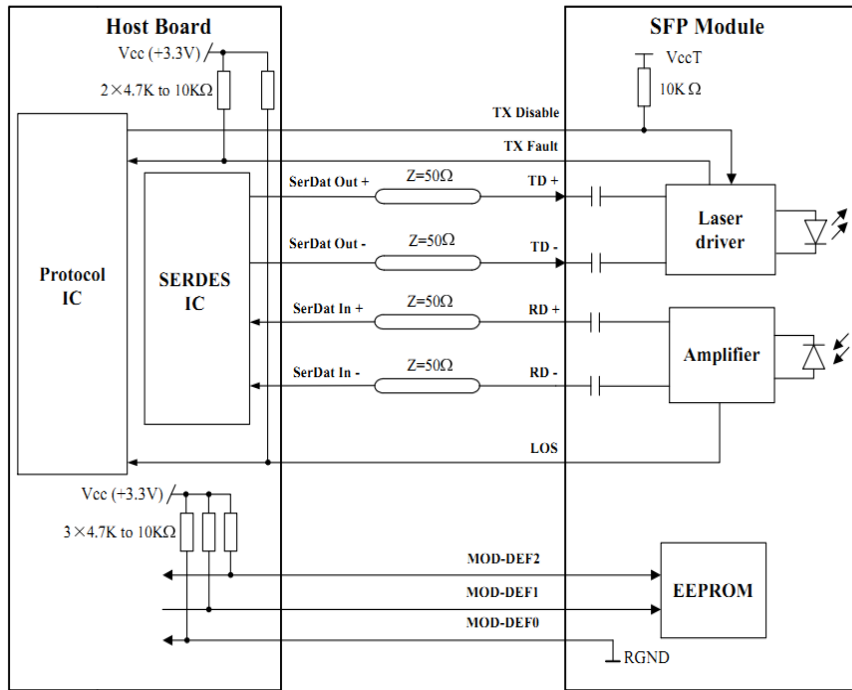 Host Board
SFP Module
Vcc (+3.3V)
VccT
2×4.7K to 10KΩ
10K Ω
TX Disable
TX Fault
SerDat Out +
Z=50Ω
TD +
Laser
driver
SerDat Out -
Z=50Ω
TD -
Protocol
IC
SERDES
IC
SerDat In +
Z=50Ω
RD +
Amplifier
SerDat In -
Z=50Ω
RD -
LOS
Vcc (+3.3V)
3×4.7K to 10KΩ
MOD-DEF2
MOD-DEF1
EEPROM
MOD-DEF0
RGND